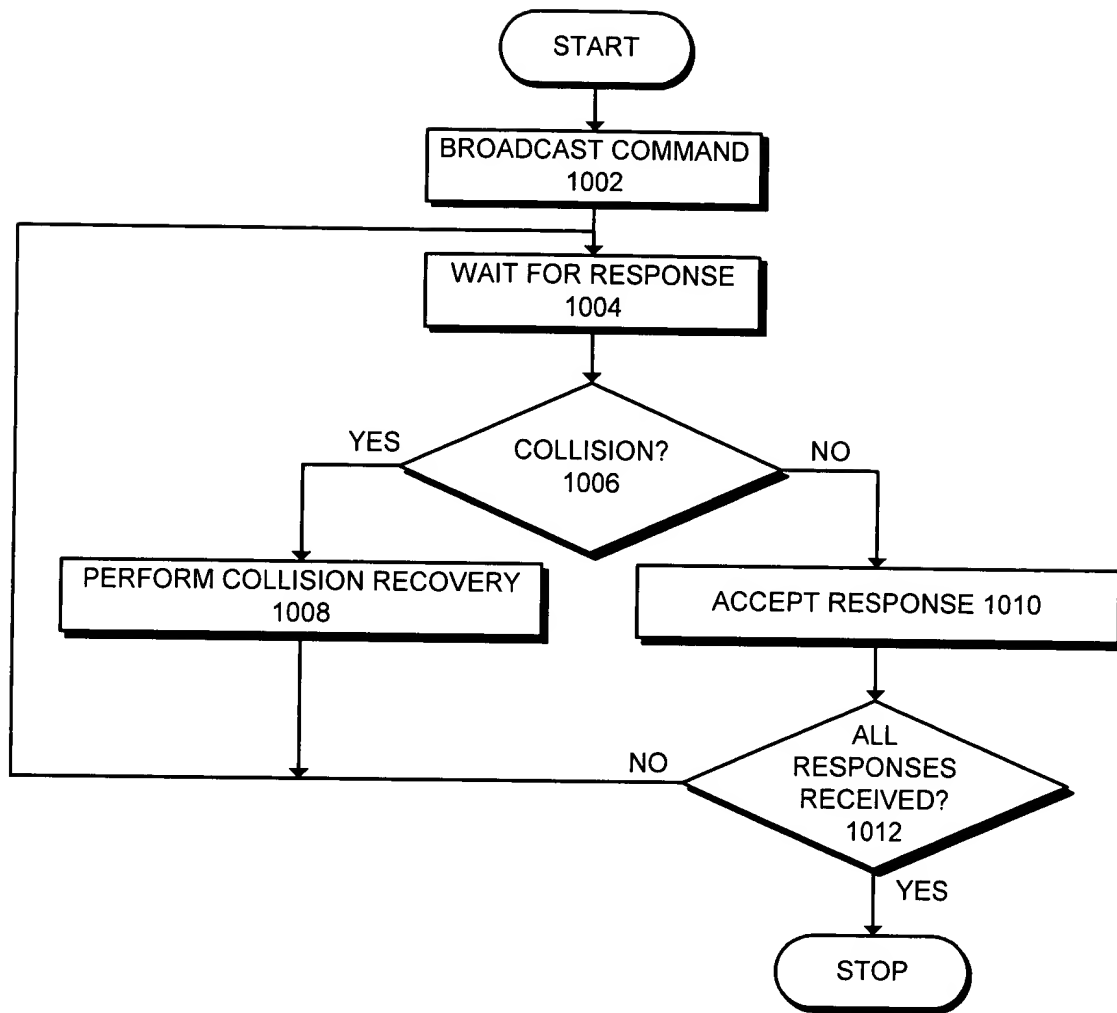 START
BROADCAST COMMAND
1002
WAIT FOR RESPONSE
1004
YES
COLLISION?
1006
NO
PERFORM COLLISION RECOVERY
1008
ACCEPT RESPONSE 1010
NO
ALL
RESPONSES
RECEIVED?
1012
YES
STOP